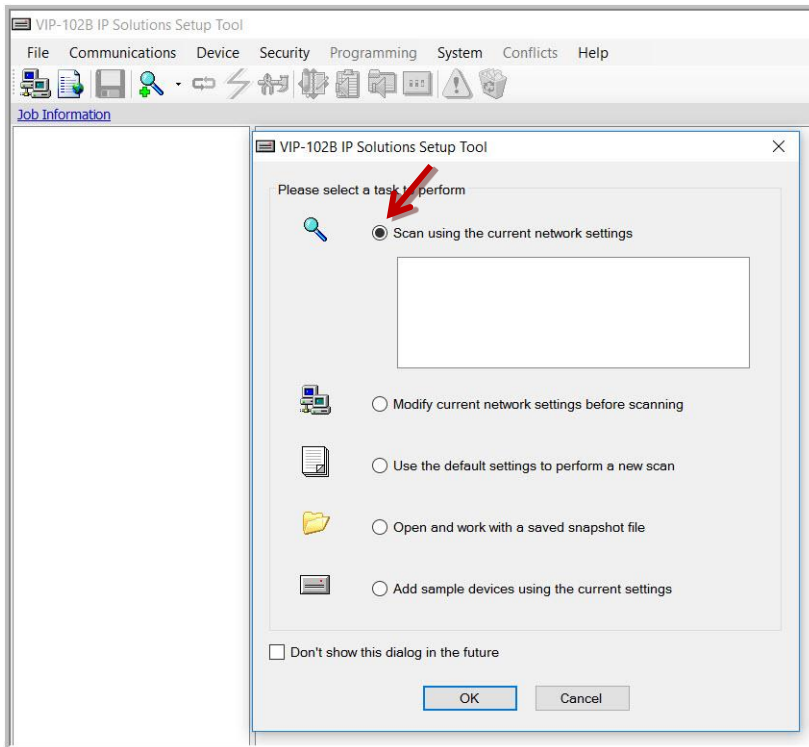 VIP-102B IP Solutions Setup Tool
File Communications Device Security Programming System Conflicts Help
Job Information
VIP-102B IP Solutions Setup Tool
Please select a task to perform
Scan using the current network settings
Modify current network settings before scanning
Use the default settings to perform a new scan
Open and work with a saved snapshot file
Add sample devices using the current settings
Don't show this dialog in the future
OK Cancel